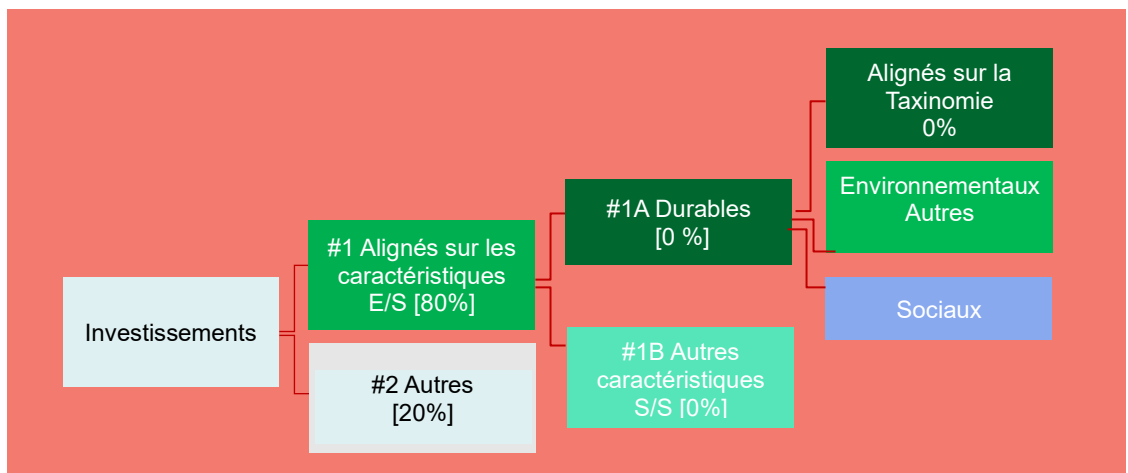 Investissements
#1 Alignés sur les
caractéristiques
E/S [80%]
#2 Autres
[20%]
#1A Durables
[0 %]
#1B Autres
caractéristiques
S/S [0%]
Alignés sur la
Taxinomie
0%
Environnementaux
Autres
Sociaux